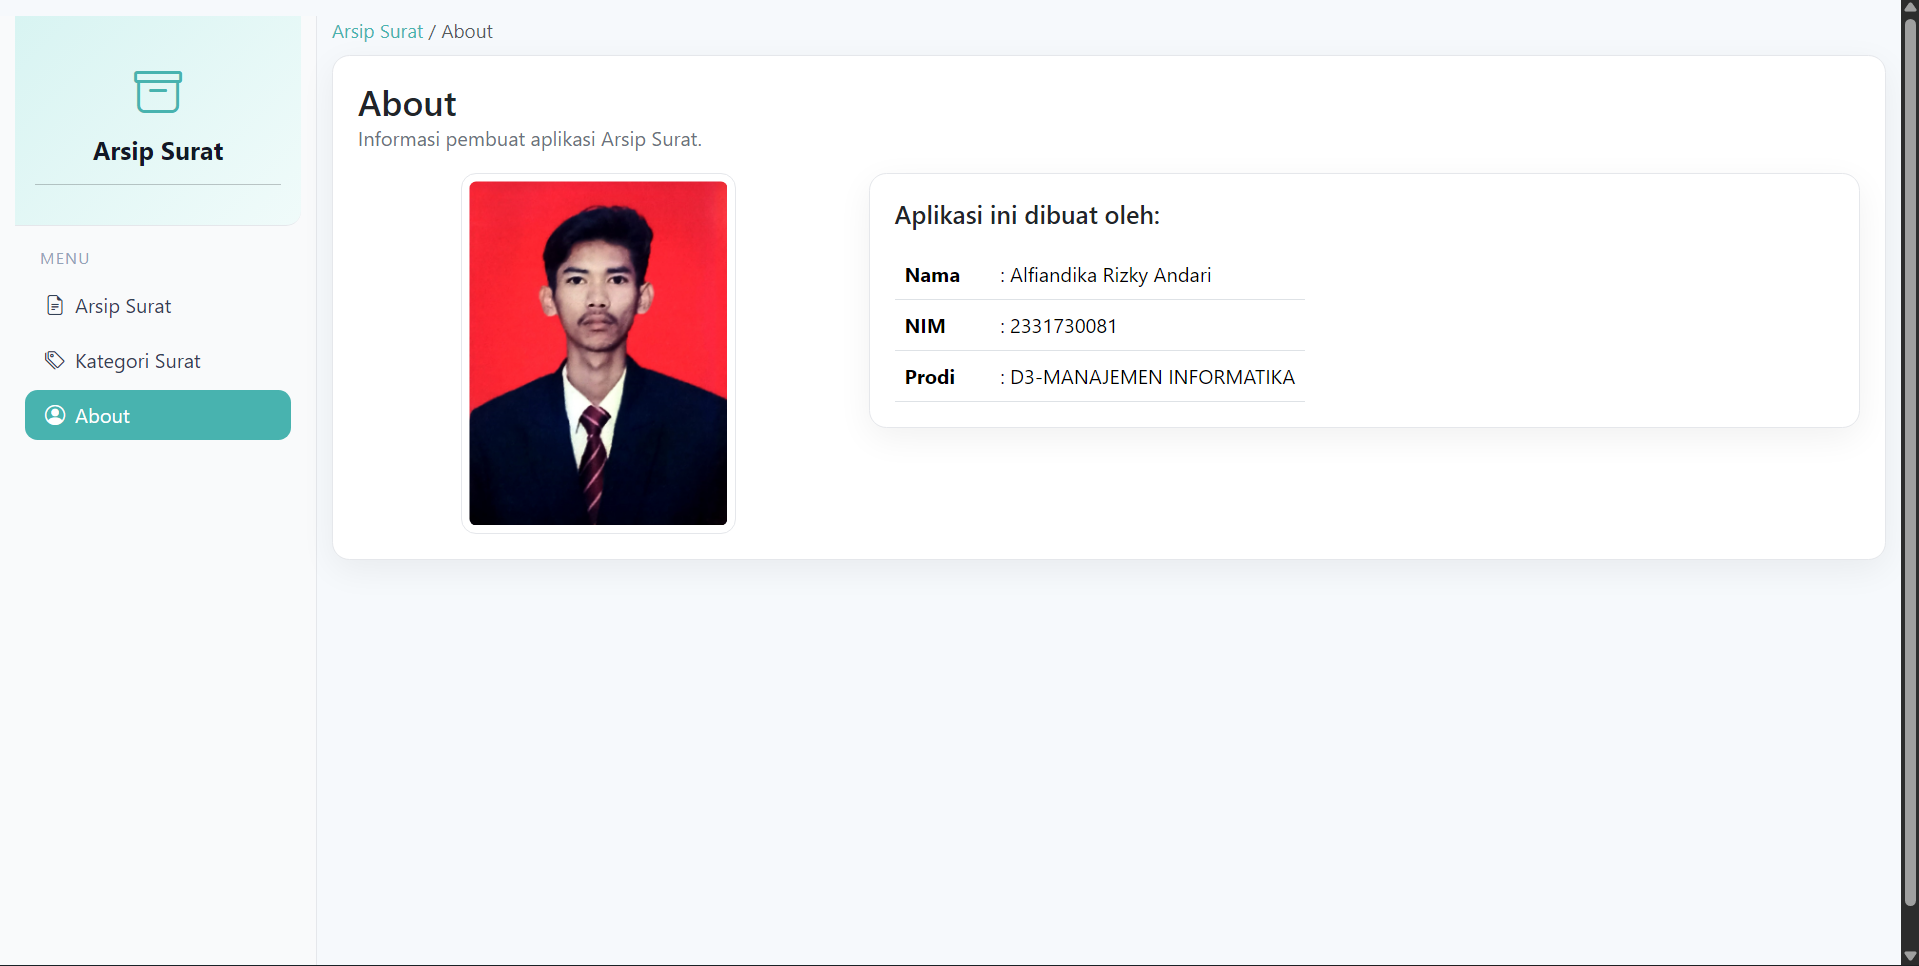 Arsip Surat
MENU
Arsip Surat
Kategori Surat
About
Arsip Surat / About
About
Informasi pembuat aplikasi Arsip Surat.
Aplikasi ini dibuat oleh:
Nama : Alfiandika Rizky Andari
NIM : 2331730081
Prodi : D3-MANAJEMEN INFORMATIKA